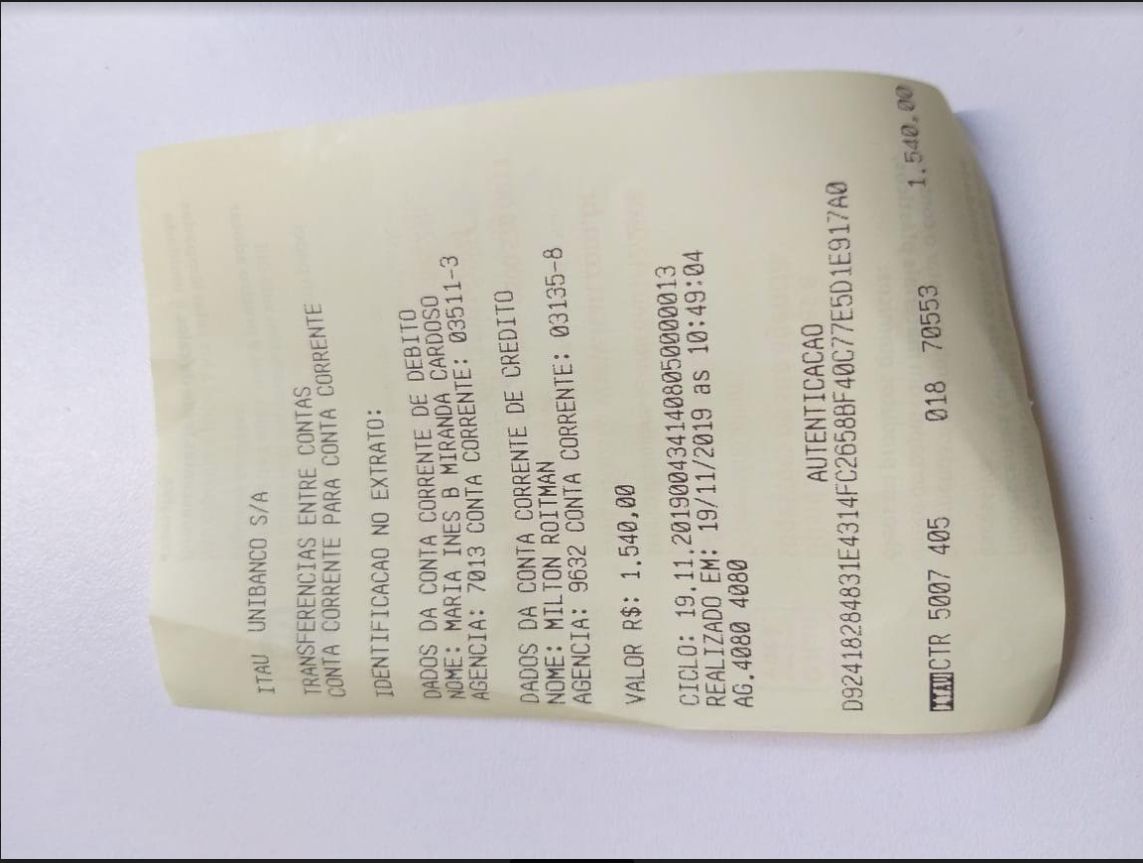 ITAU UNIBANCO S/A
TRANSFERENCIAS ENTRE CONTAS
CONTA CORRENTE PARA CONTA CORRENTE
IDENTIFICACAO NO EXTRATO:
DADOS DA CONTA CORRENTE DE DEBITO
NOME: MARIA INES B MIRANDA CARDOSO
AGENCIA: 7013 CONTA CORRENTE: 03511-3
DADOS DA CONTA CORRENTE DE CREDITO
NOME: MILTON ROITMAN
AGENCIA: 9632 CONTA CORRENTE: 03135-8
VALOR R$: 1.540,00
CICLO: 19.11.20190043414080500000013
REALIZADO EM: 19/11/2019 as 10:49:04
AG.4080 4080
AUTENTICACAO
D92418284831E4314FC2658BF40C77E5D1E917A0
ITAU CTR 5007 405 018 70553 1.540.00